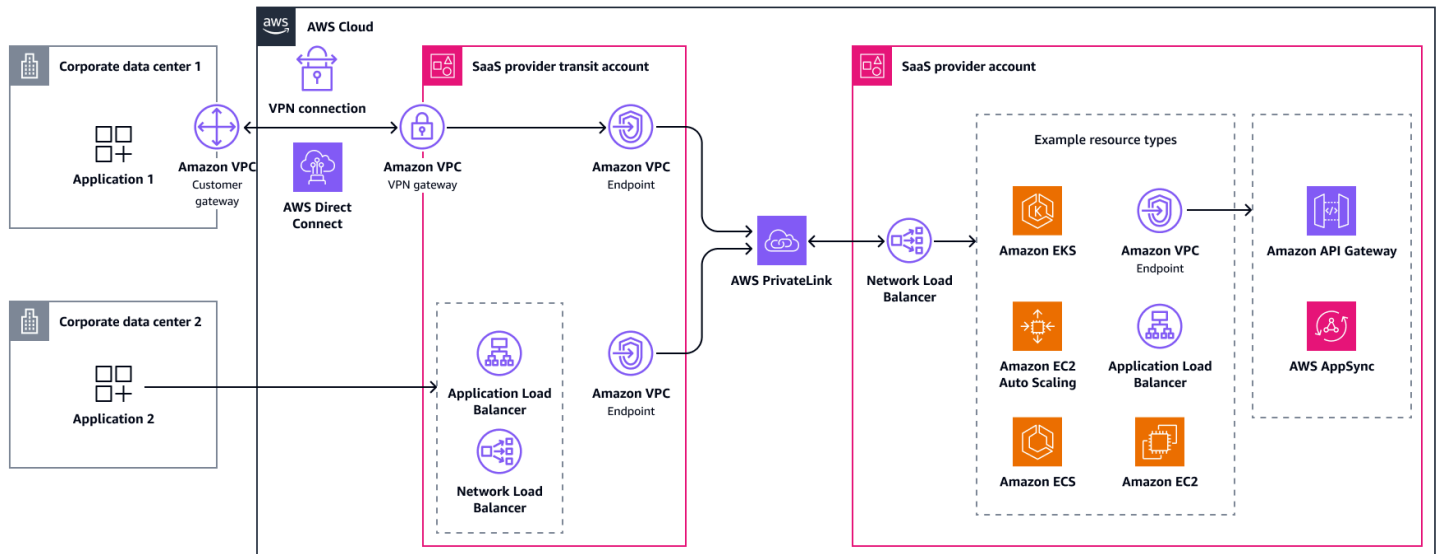 aws
AWS Cloud
Corporate data center 1
Application 1
Amazon VPC
Customer
gateway
VPN connection
AWS Direct
Connect
SaaS provider transit account
Amazon VPC
VPN gateway
Amazon VPC
Endpoint
Corporate data center 2
Application 2
Application Load
Balancer
Network Load
Balancer
Amazon VPC
Endpoint
AWS PrivateLink
SaaS provider account
Network Load
Balancer
Example resource types
Amazon EKS
Amazon VPC
Endpoint
Amazon EC2
Auto Scaling
Application Load
Balancer
Amazon ECS
Amazon EC2
Amazon API Gateway
AWS AppSync
K